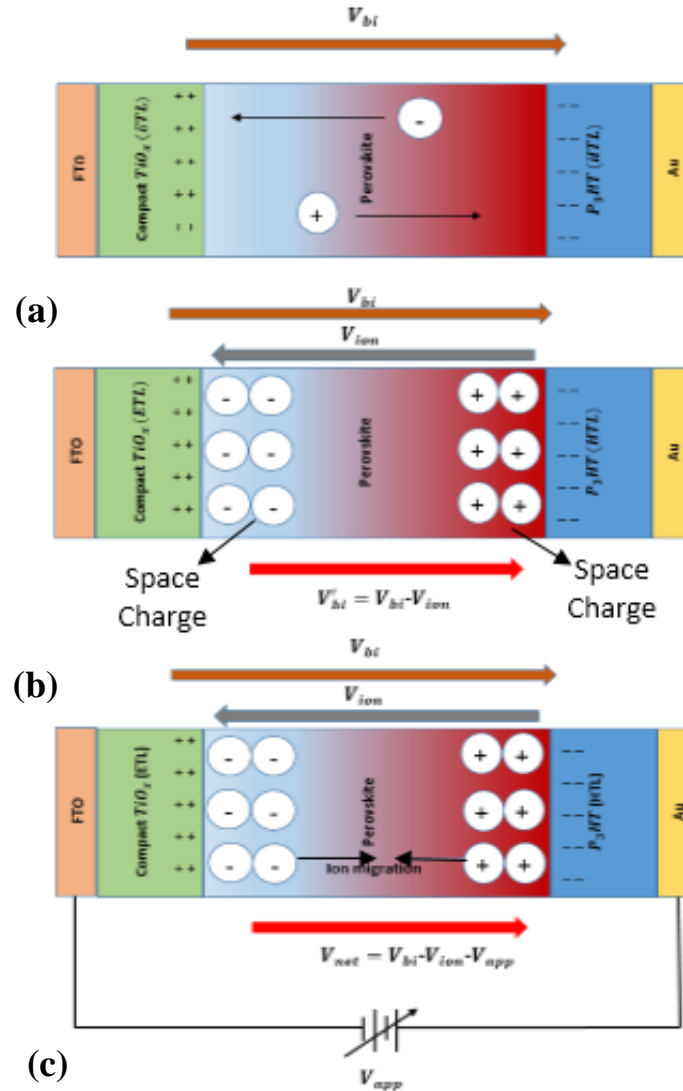 V_bi
FTO
Compact TiO_x (ETL)
++
++
++
++
--
-
+
Perovskite
--
--
--
--
--
P_3HT (HTL)
Au
(a)
V_bi
V_ion
FTO
Compact TiO_x (ETL)
++
++
++
++
++
- -
- -
- -
Perovskite
+ +
+ +
+ +
--
--
--
--
--
P_3HT (HTL)
Au
Space
Charge
V'_bi = V_bi-V_ion
Space
Charge
(b)
V_bi
V_ion
FTO
Compact TiO_x (ETL)
++
++
++
++
++
- -
- -
- -
Perovskite
Ion migration
+ +
+ +
+ +
--
--
--
--
--
P_3HT (HTL)
Au
V_net = V_bi-V_ion-V_app
V_app
(c)